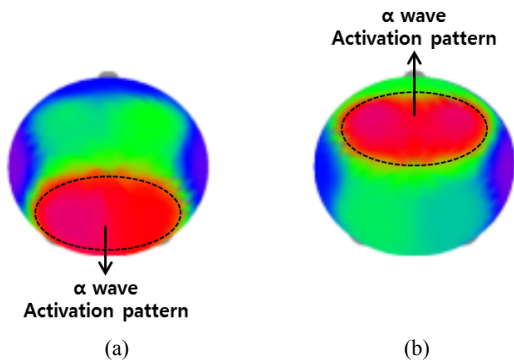 α wave
Activation pattern
α wave
Activation pattern
(a)
(b)